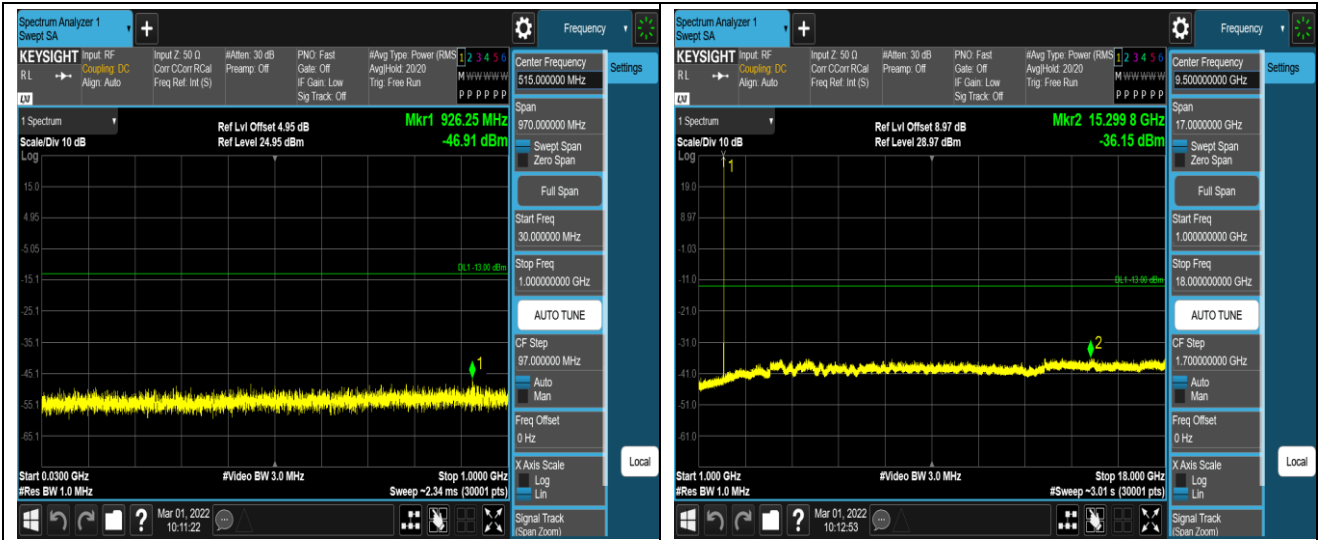 Spectrum Analyzer 1
Swept SA
+
Frequency
KEYSIGHT
RL
LXI
Input: RF
Coupling: DC
Align: Auto
Input Z: 50 Ω
Corr CCorr RCal
Freq Ref: Int (S)
#Atten: 30 dB
Preamp: Off
PNO: Fast
Gate: Off
IF Gain: Low
Sig Track: Off
#Avg Type: Power (RMS
Avg|Hold: 20/20
Trig: Free Run
1 2 3 4 5 6
M W W W W W
P P P P P P
1 Spectrum
Scale/Div 10 dB
Log
Ref Lvl Offset 4.95 dB
Ref Level 24.95 dBm
Mkr1 926.25 MHz
-46.91 dBm
15.0
4.95
-5.05
DL1 -13.00 dBm
-15.1
-25.1
-35.1
1
-45.1
-55.1
-65.1
Start 0.0300 GHz
#Res BW 1.0 MHz
#Video BW 3.0 MHz
Stop 1.0000 GHz
Sweep ~2.34 ms (30001 pts)
Center Frequency
515.000000 MHz
Span
970.000000 MHz
Swept Span
Zero Span
Full Span
Start Freq
30.000000 MHz
Stop Freq
1.000000000 GHz
AUTO TUNE
CF Step
97.000000 MHz
Auto
Man
Freq Offset
0 Hz
X Axis Scale
Log
Lin
Signal Track
(Span Zoom)
Settings
Local
?
Mar 01, 2022
10:11:22
Spectrum Analyzer 1
Swept SA
+
Frequency
KEYSIGHT
RL
LXI
Input: RF
Coupling: DC
Align: Auto
Input Z: 50 Ω
Corr CCorr RCal
Freq Ref: Int (S)
#Atten: 30 dB
Preamp: Off
PNO: Fast
Gate: Off
IF Gain: Low
Sig Track: Off
#Avg Type: Power (RMS
Avg|Hold: 20/20
Trig: Free Run
1 2 3 4 5 6
M W W W W W
P P P P P P
1 Spectrum
Scale/Div 10 dB
Log
Ref Lvl Offset 8.97 dB
Ref Level 28.97 dBm
Mkr2 15.299 8 GHz
-36.15 dBm
1
19.0
8.97
-1.03
-11.0
DL1 -13.00 dBm
-21.0
-31.0
2
-41.0
-51.0
-61.0
Start 1.000 GHz
#Res BW 1.0 MHz
#Video BW 3.0 MHz
Stop 18.000 GHz
#Sweep ~3.01 s (30001 pts)
Center Frequency
9.500000000 GHz
Span
17.0000000 GHz
Swept Span
Zero Span
Full Span
Start Freq
1.000000000 GHz
Stop Freq
18.000000000 GHz
AUTO TUNE
CF Step
1.700000000 GHz
Auto
Man
Freq Offset
0 Hz
X Axis Scale
Log
Lin
Signal Track
(Span Zoom)
Settings
Local
?
Mar 01, 2022
10:12:53